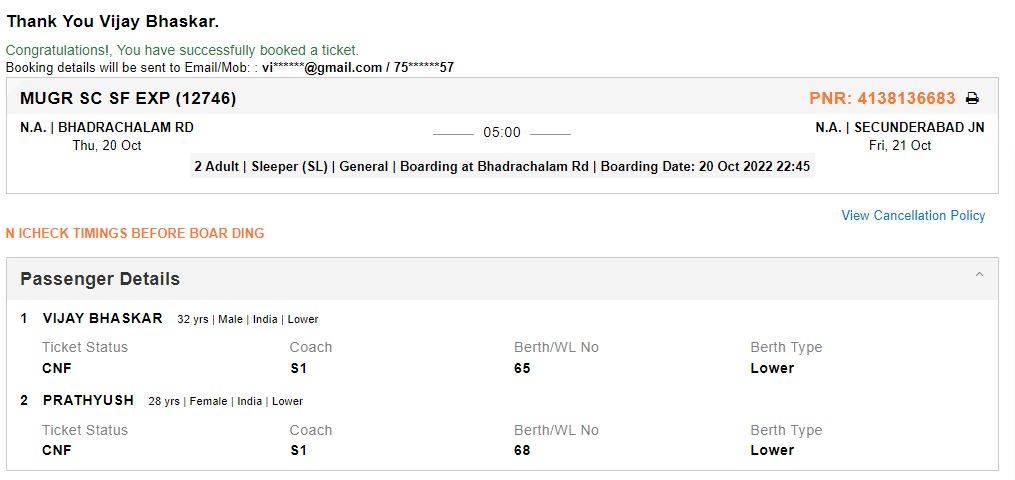 Thank You Vijay Bhaskar.
Congratulations!, You have successfully booked a ticket.
Booking details will be sent to Email/Mob: : vi******@gmail.com / 75******57
MUGR SC SF EXP (12746) PNR: 4138136683
N.A. | BHADRACHALAM RD 05:00 N.A. | SECUNDERABAD JN
Thu, 20 Oct Fri, 21 Oct
2 Adult | Sleeper (SL) | General | Boarding at Bhadrachalam Rd | Boarding Date: 20 Oct 2022 22:45
View Cancellation Policy
N ICHECK TIMINGS BEFORE BOAR DING
Passenger Details
1 VIJAY BHASKAR 32 yrs | Male | India | Lower
Ticket Status Coach Berth/WL No Berth Type
CNF S1 65 Lower
2 PRATHYUSH 28 yrs | Female | India | Lower
Ticket Status Coach Berth/WL No Berth Type
CNF S1 68 Lower